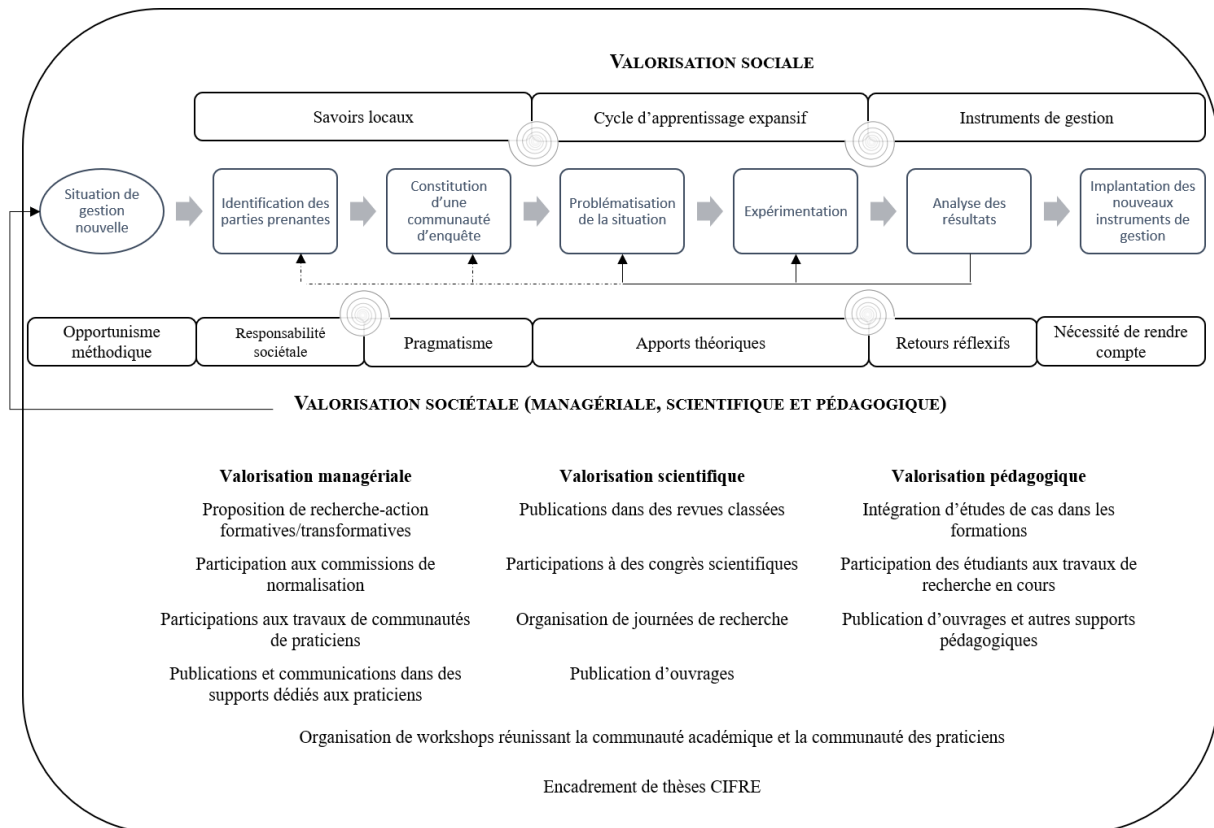 VALORISATION SOCIALE
Savoirs locaux
Cycle d’apprentissage expansif
Instruments de gestion
Situation de
gestion
nouvelle
Identification des
parties prenantes
Constitution
d’une
communauté
d’enquête
Problématisation
de la situation
Expérimentation
Analyse des
résultats
Implantation des
nouveaux
instruments de
gestion
Opportunisme
méthodique
Responsabilité
sociétale
Pragmatisme
Apports théoriques
Retours réflexifs
Nécessité de rendre
compte
VALORISATION SOCIÉTALE (MANAGÉRIALE, SCIENTIFIQUE ET PÉDAGOGIQUE)
Valorisation managériale
Proposition de recherche-action
formatives/transformatives
Participation aux commissions de
normalisation
Participations aux travaux de communautés
de praticiens
Publications et communications dans des
supports dédiés aux praticiens
Valorisation scientifique
Publications dans des revues classées
Participations à des congrès scientifiques
Organisation de journées de recherche
Publication d’ouvrages
Valorisation pédagogique
Intégration d’études de cas dans les
formations
Participation des étudiants aux travaux de
recherche en cours
Publication d’ouvrages et autres supports
pédagogiques
Organisation de workshops réunissant la communauté académique et la communauté des praticiens
Encadrement de thèses CIFRE